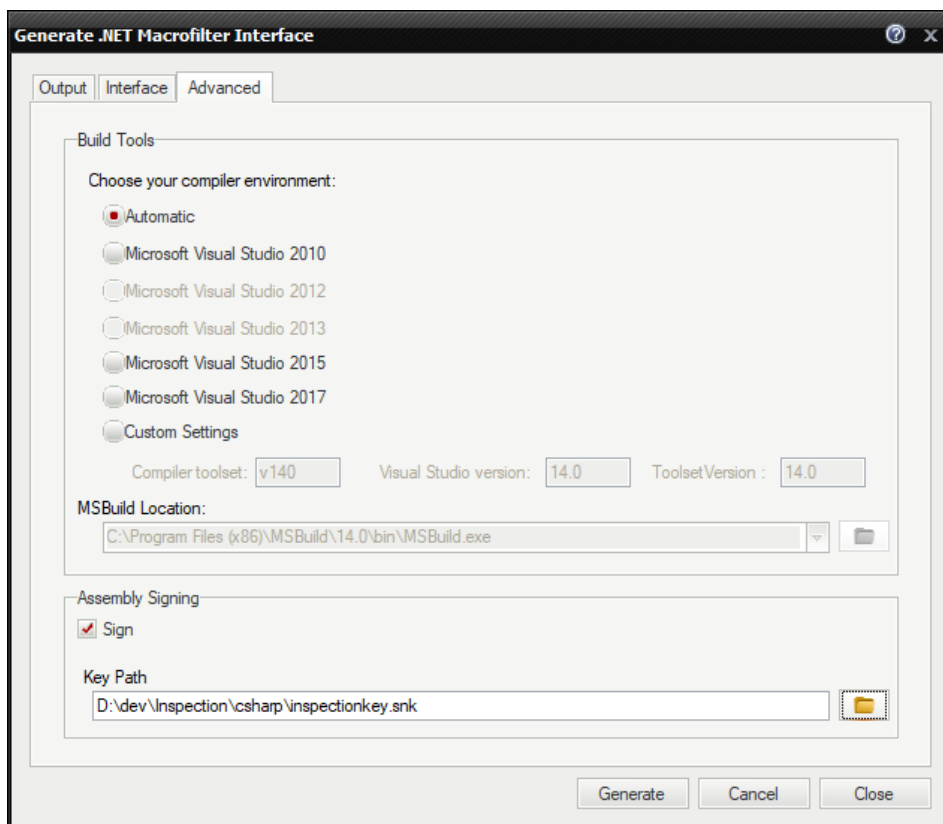 Generate .NET Macrofilter Interface
Output Interface Advanced
Build Tools
Choose your compiler environment:
Automatic
Microsoft Visual Studio 2010
Microsoft Visual Studio 2012
Microsoft Visual Studio 2013
Microsoft Visual Studio 2015
Microsoft Visual Studio 2017
Custom Settings
Compiler toolset: v140 Visual Studio version: 14.0 ToolsetVersion : 14.0
MSBuild Location:
C:\Program Files (x86)\MSBuild\14.0\bin\MSBuild.exe
Assembly Signing
Sign
Key Path
D:\dev\Inspection\csharp\inspectionkey.snk
Generate Cancel Close